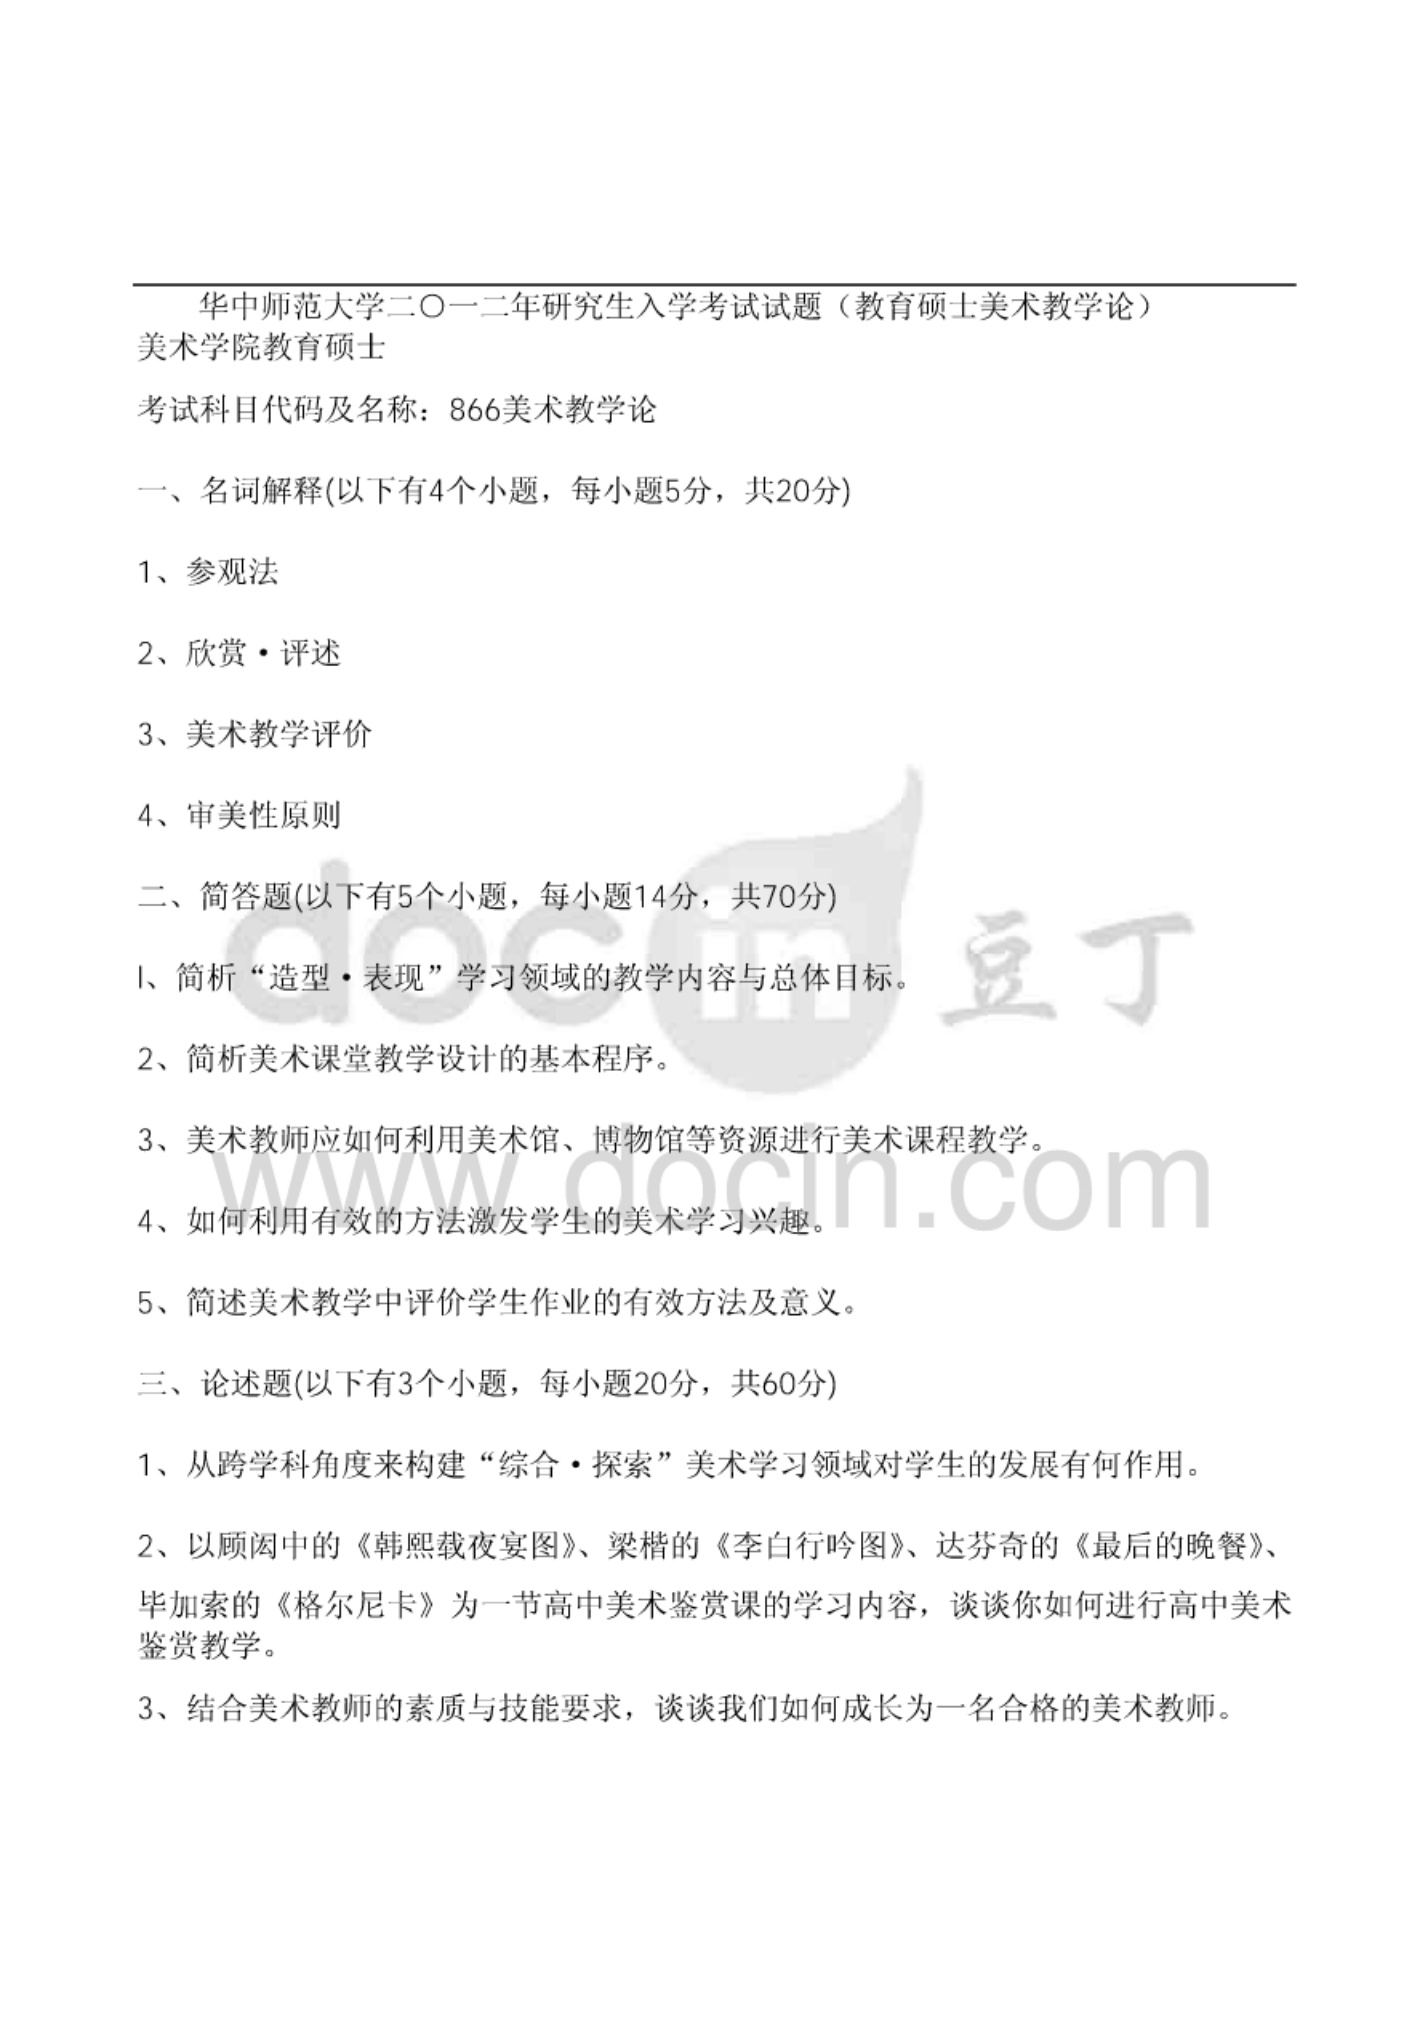 华中师范大学二〇一二年研究生入学考试试题（教育硕士美术教学论）
美术学院教育硕士
考试科目代码及名称：866美术教学论
一、名词解释(以下有4个小题，每小题5分，共20分)
1、参观法
2、欣赏·评述
3、美术教学评价
4、审美性原则
二、简答题(以下有5个小题，每小题14分，共70分)
l、简析“造型·表现”学习领域的教学内容与总体目标。
2、简析美术课堂教学设计的基本程序。
3、美术教师应如何利用美术馆、博物馆等资源进行美术课程教学。
4、如何利用有效的方法激发学生的美术学习兴趣。
5、简述美术教学中评价学生作业的有效方法及意义。
三、论述题(以下有3个小题，每小题20分，共60分)
1、从跨学科角度来构建“综合·探索”美术学习领域对学生的发展有何作用。
2、以顾闳中的《韩熙载夜宴图》、梁楷的《李白行吟图》、达芬奇的《最后的晚餐》、
毕加索的《格尔尼卡》为一节高中美术鉴赏课的学习内容，谈谈你如何进行高中美术
鉴赏教学。
3、结合美术教师的素质与技能要求，谈谈我们如何成长为一名合格的美术教师。
docin 豆丁
www.docin.com